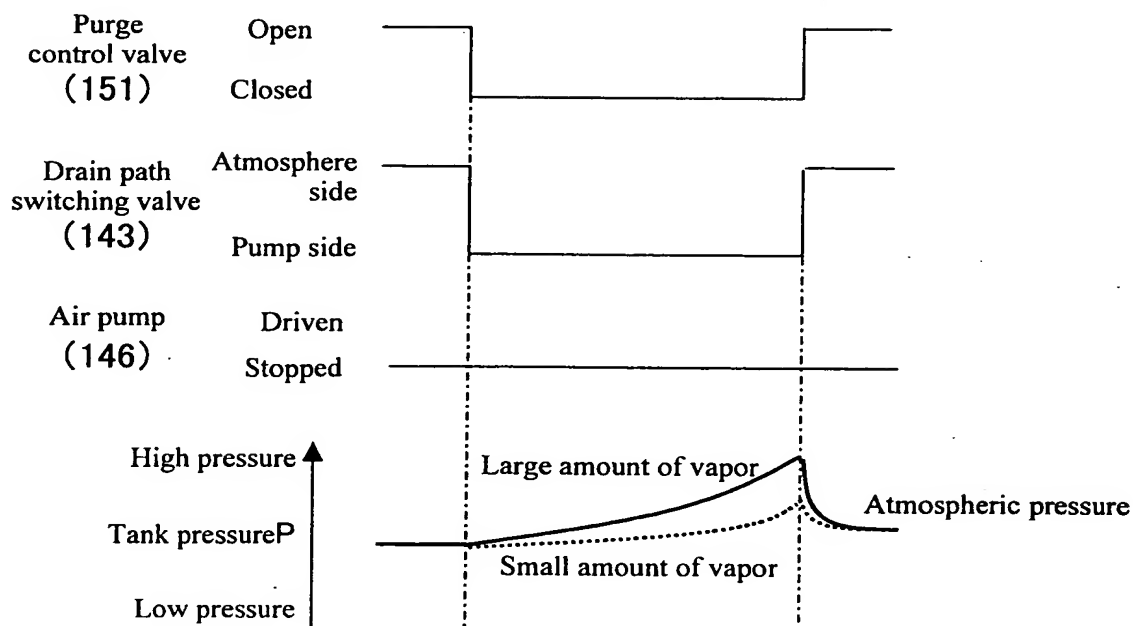 Purge
control valve
(151)
Open
Closed
Drain path
switching valve
(143)
Atmosphere
side
Pump side
Air pump
(146)
Driven
Stopped
High pressure
Tank pressureP
Low pressure
Large amount of vapor
Small amount of vapor
Atmospheric pressure